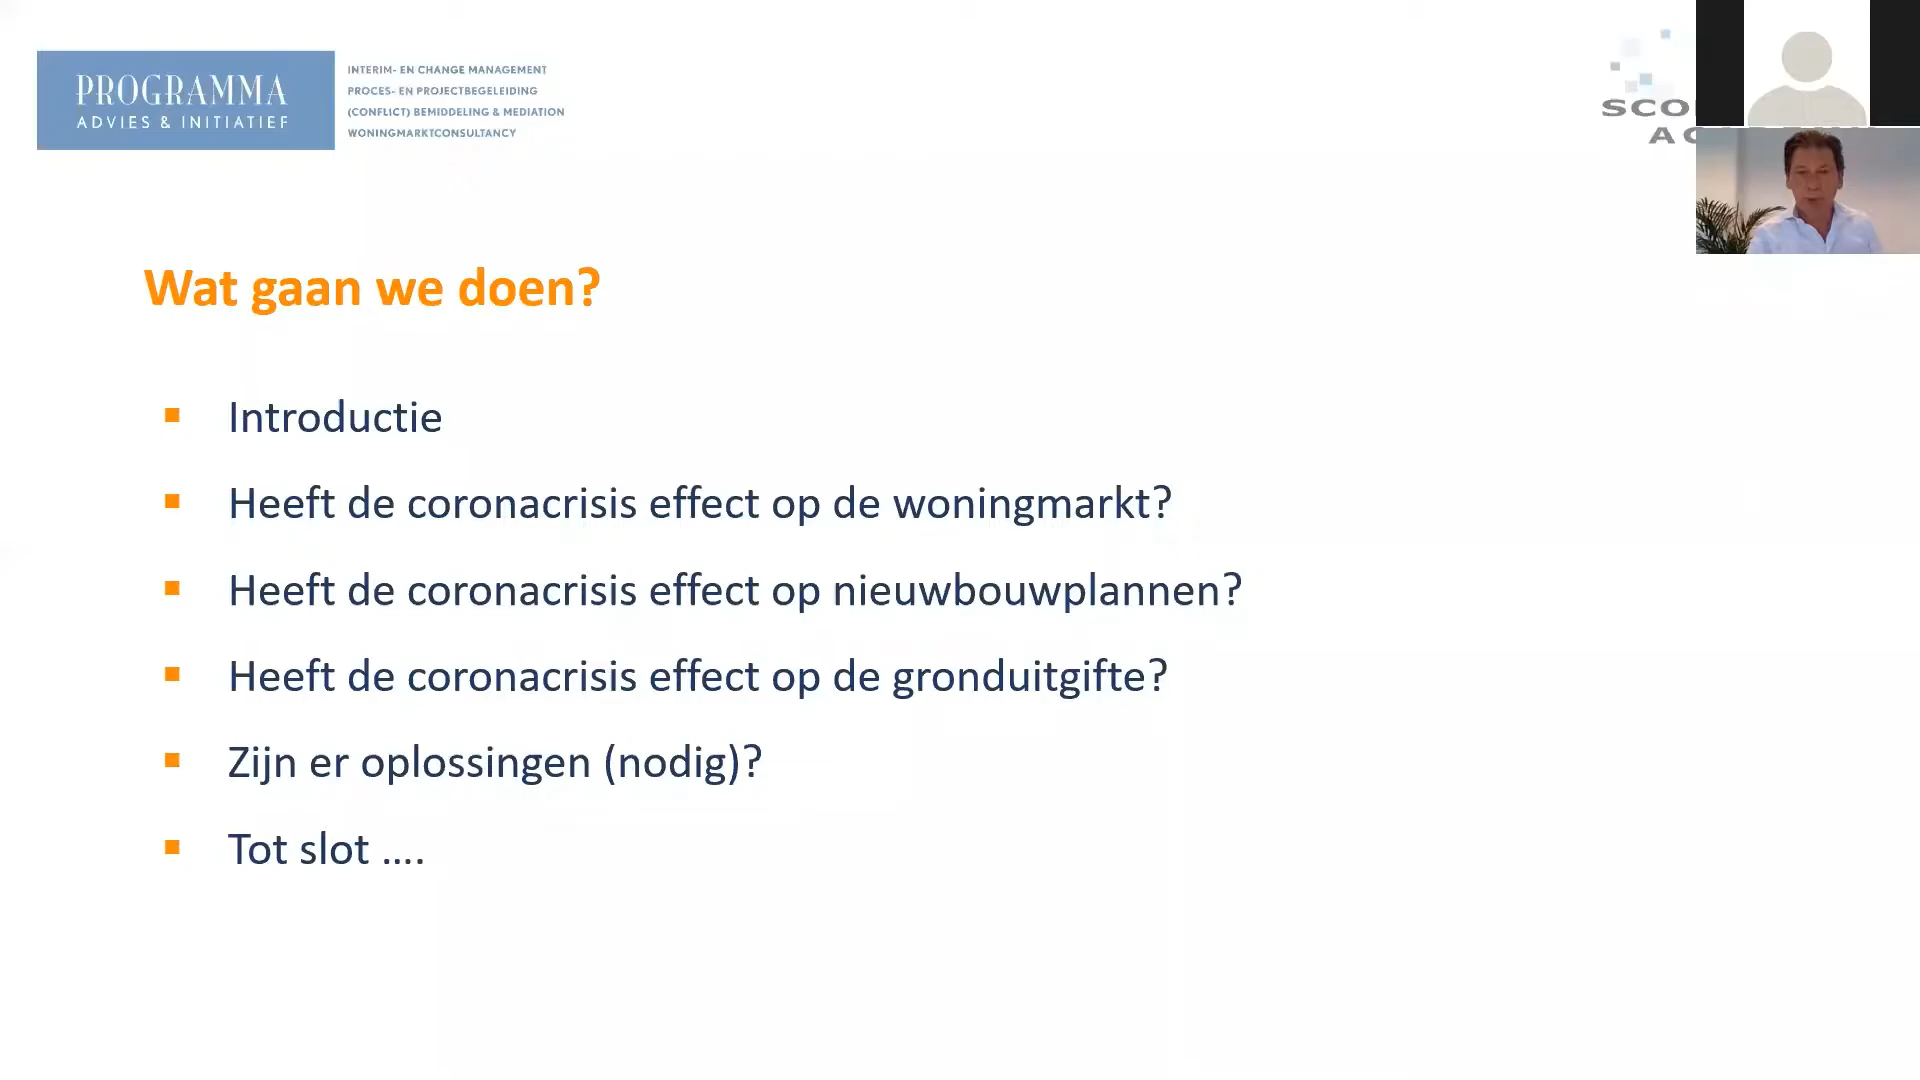 PROGRAMMA
ADVIES & INITIATIEF
INTERIM- EN CHANGE MANAGEMENT
PROCES- EN PROJECTBEGELEIDING
(CONFLICT) BEMIDDELING & MEDIATION
WONINGMARKTCONSULTANCY
Wat gaan we doen?
▪ Introductie
▪ Heeft de coronacrisis effect op de woningmarkt?
▪ Heeft de coronacrisis effect op nieuwbouwplannen?
▪ Heeft de coronacrisis effect op de gronduitgifte?
▪ Zijn er oplossingen (nodig)?
▪ Tot slot ....